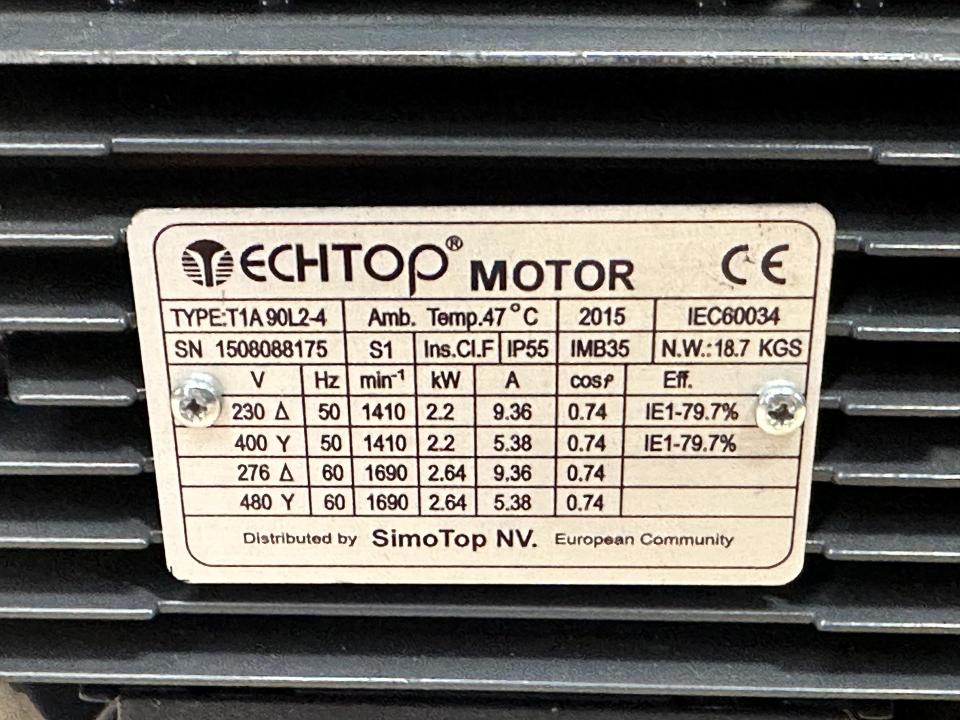 TECHTOP® MOTOR CE
TYPE:T1A 90L2-4 Amb. Temp.47°C 2015 IEC60034
SN 1508088175 S1 Ins.Cl.F IP55 IMB35 N.W.:18.7 KGS
V Hz min⁻¹ kW A cosφ Eff.
230 Δ 50 1410 2.2 9.36 0.74 IE1-79.7%
400 Y 50 1410 2.2 5.38 0.74 IE1-79.7%
276 Δ 60 1690 2.64 9.36 0.74
480 Y 60 1690 2.64 5.38 0.74
Distributed by SimoTop NV. European Community